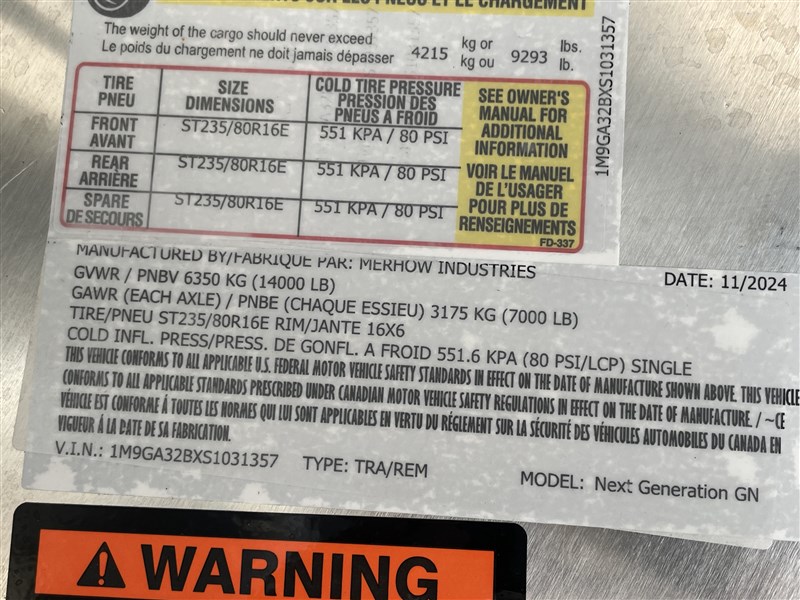 SUR LES PNEUS ET LE CHARGEMENT
The weight of the cargo should never exceed
Le poids du chargement ne doit jamais dépasser 4215 kg or kg ou 9293 lbs. lb.
TIRE PNEU SIZE DIMENSIONS COLD TIRE PRESSURE PRESSION DES PNEUS A FROID
FRONT AVANT ST235/80R16E 551 KPA / 80 PSI
REAR ARRIÈRE ST235/80R16E 551 KPA / 80 PSI
SPARE DE SECOURS ST235/80R16E 551 KPA / 80 PSI
SEE OWNER'S
MANUAL FOR
ADDITIONAL
INFORMATION
VOIR LE MANUEL
DE L'USAGER
POUR PLUS DE
RENSEIGNEMENTS
FD-337
1M9GA32BXS1031357
MANUFACTURED BY/FABRIQUE PAR: MERHOW INDUSTRIES DATE: 11/2024
GVWR / PNBV 6350 KG (14000 LB)
GAWR (EACH AXLE) / PNBE (CHAQUE ESSIEU) 3175 KG (7000 LB)
TIRE/PNEU ST235/80R16E RIM/JANTE 16X6
COLD INFL. PRESS/PRESS. DE GONFL. A FROID 551.6 KPA (80 PSI/LCP) SINGLE
THIS VEHICLE CONFORMS TO ALL APPLICABLE U.S. FEDERAL MOTOR VEHICLE SAFETY STANDARDS IN EFFECT ON THE DATE OF MANUFACTURE SHOWN ABOVE. THIS VEHICLE
CONFORMS TO ALL APPLICABLE STANDARDS PRESCRIBED UNDER CANADIAN MOTOR VEHICLE SAFETY REGULATIONS IN EFFECT ON THE DATE OF MANUFACTURE. / ~CE
VÉHICLE EST CONFORME À TOUTES LES NORMES QUI LUI SONT APPLICABLES EN VERTU DU RÉGLEMENT SUR LA SÉCURITÉ DES VÉHICULES AUTOMOBILES DU CANADA EN
VIGUEUR Á LA DATE DE SA FABRICATION.
V.I.N.: 1M9GA32BXS1031357 TYPE: TRA/REM MODEL: Next Generation GN
WARNING